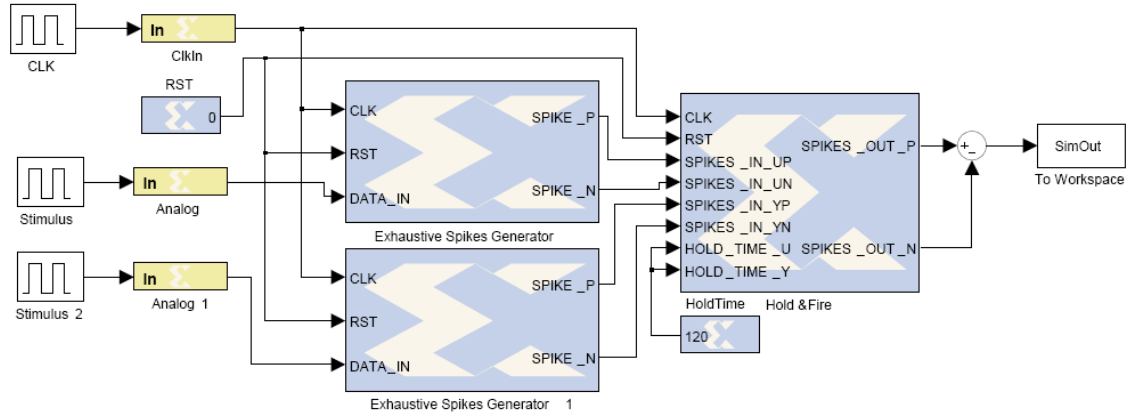 In
CLK
ClkIn
RST
0
CLK
RST
DATA_IN
SPIKE _P
SPIKE _N
Exhaustive Spikes Generator
In
Stimulus
Analog
In
Stimulus 2
Analog 1
CLK
RST
DATA_IN
SPIKE _P
SPIKE _N
Exhaustive Spikes Generator 1
CLK
RST
SPIKES _IN_UP
SPIKES _IN_UN
SPIKES _IN_YP
SPIKES _IN_YN
HOLD_TIME _U
HOLD_TIME _Y
SPIKES _OUT _P
SPIKES _OUT _N
HoldTime
Hold &Fire
120
+_
SimOut
To Workspace